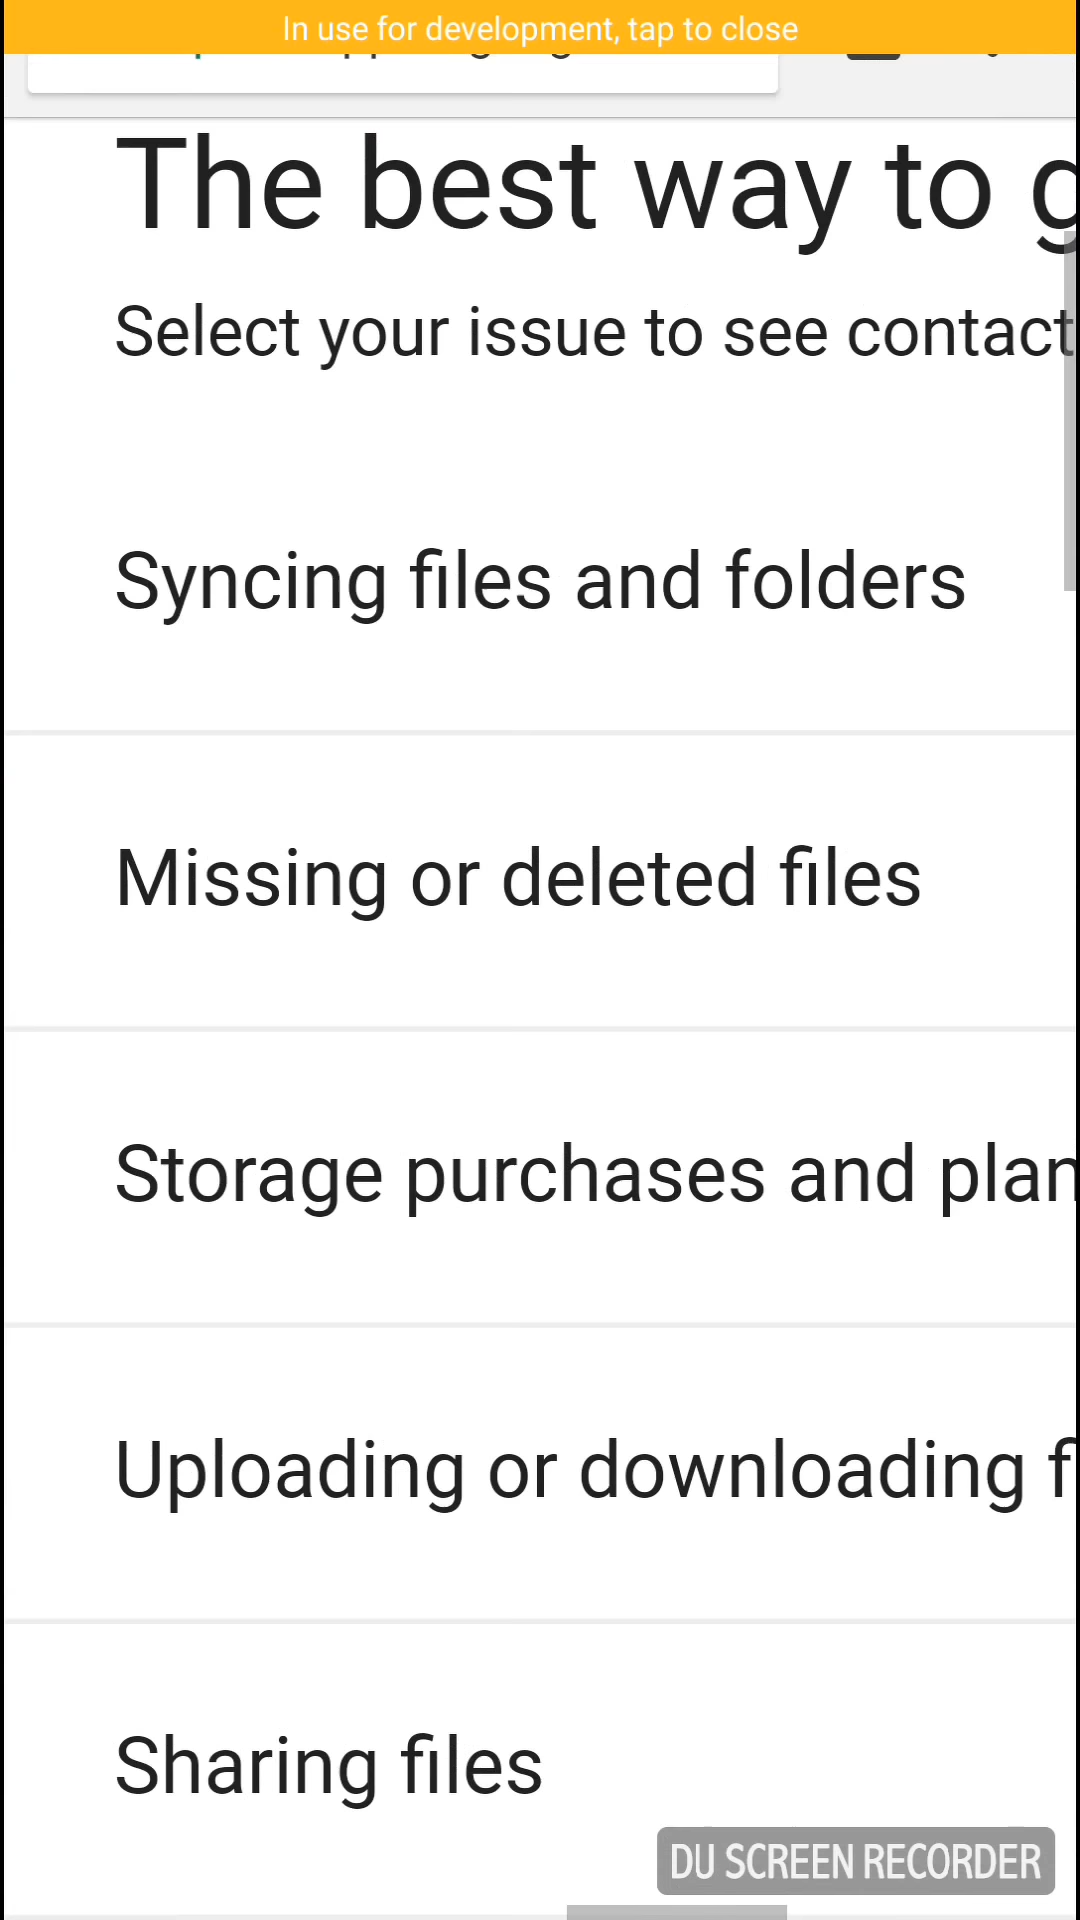 In use for development, tap to close
The best way to g
Select your issue to see contact
Syncing files and folders
Missing or deleted files
Storage purchases and plan
Uploading or downloading f
Sharing files
DU SCREEN RECORDER